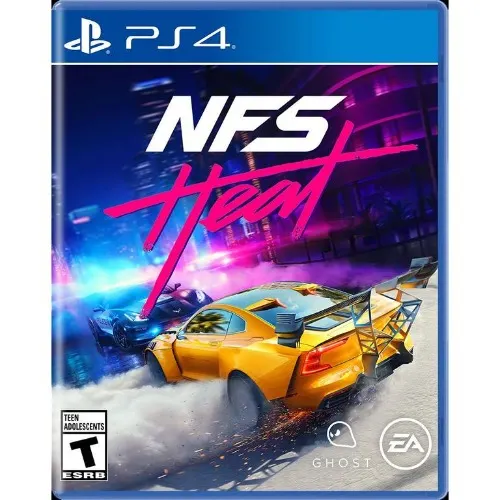 PS4
NFS
Heat
TEEN
ADOLESCENTS
T
ESRB
GHOST
EA